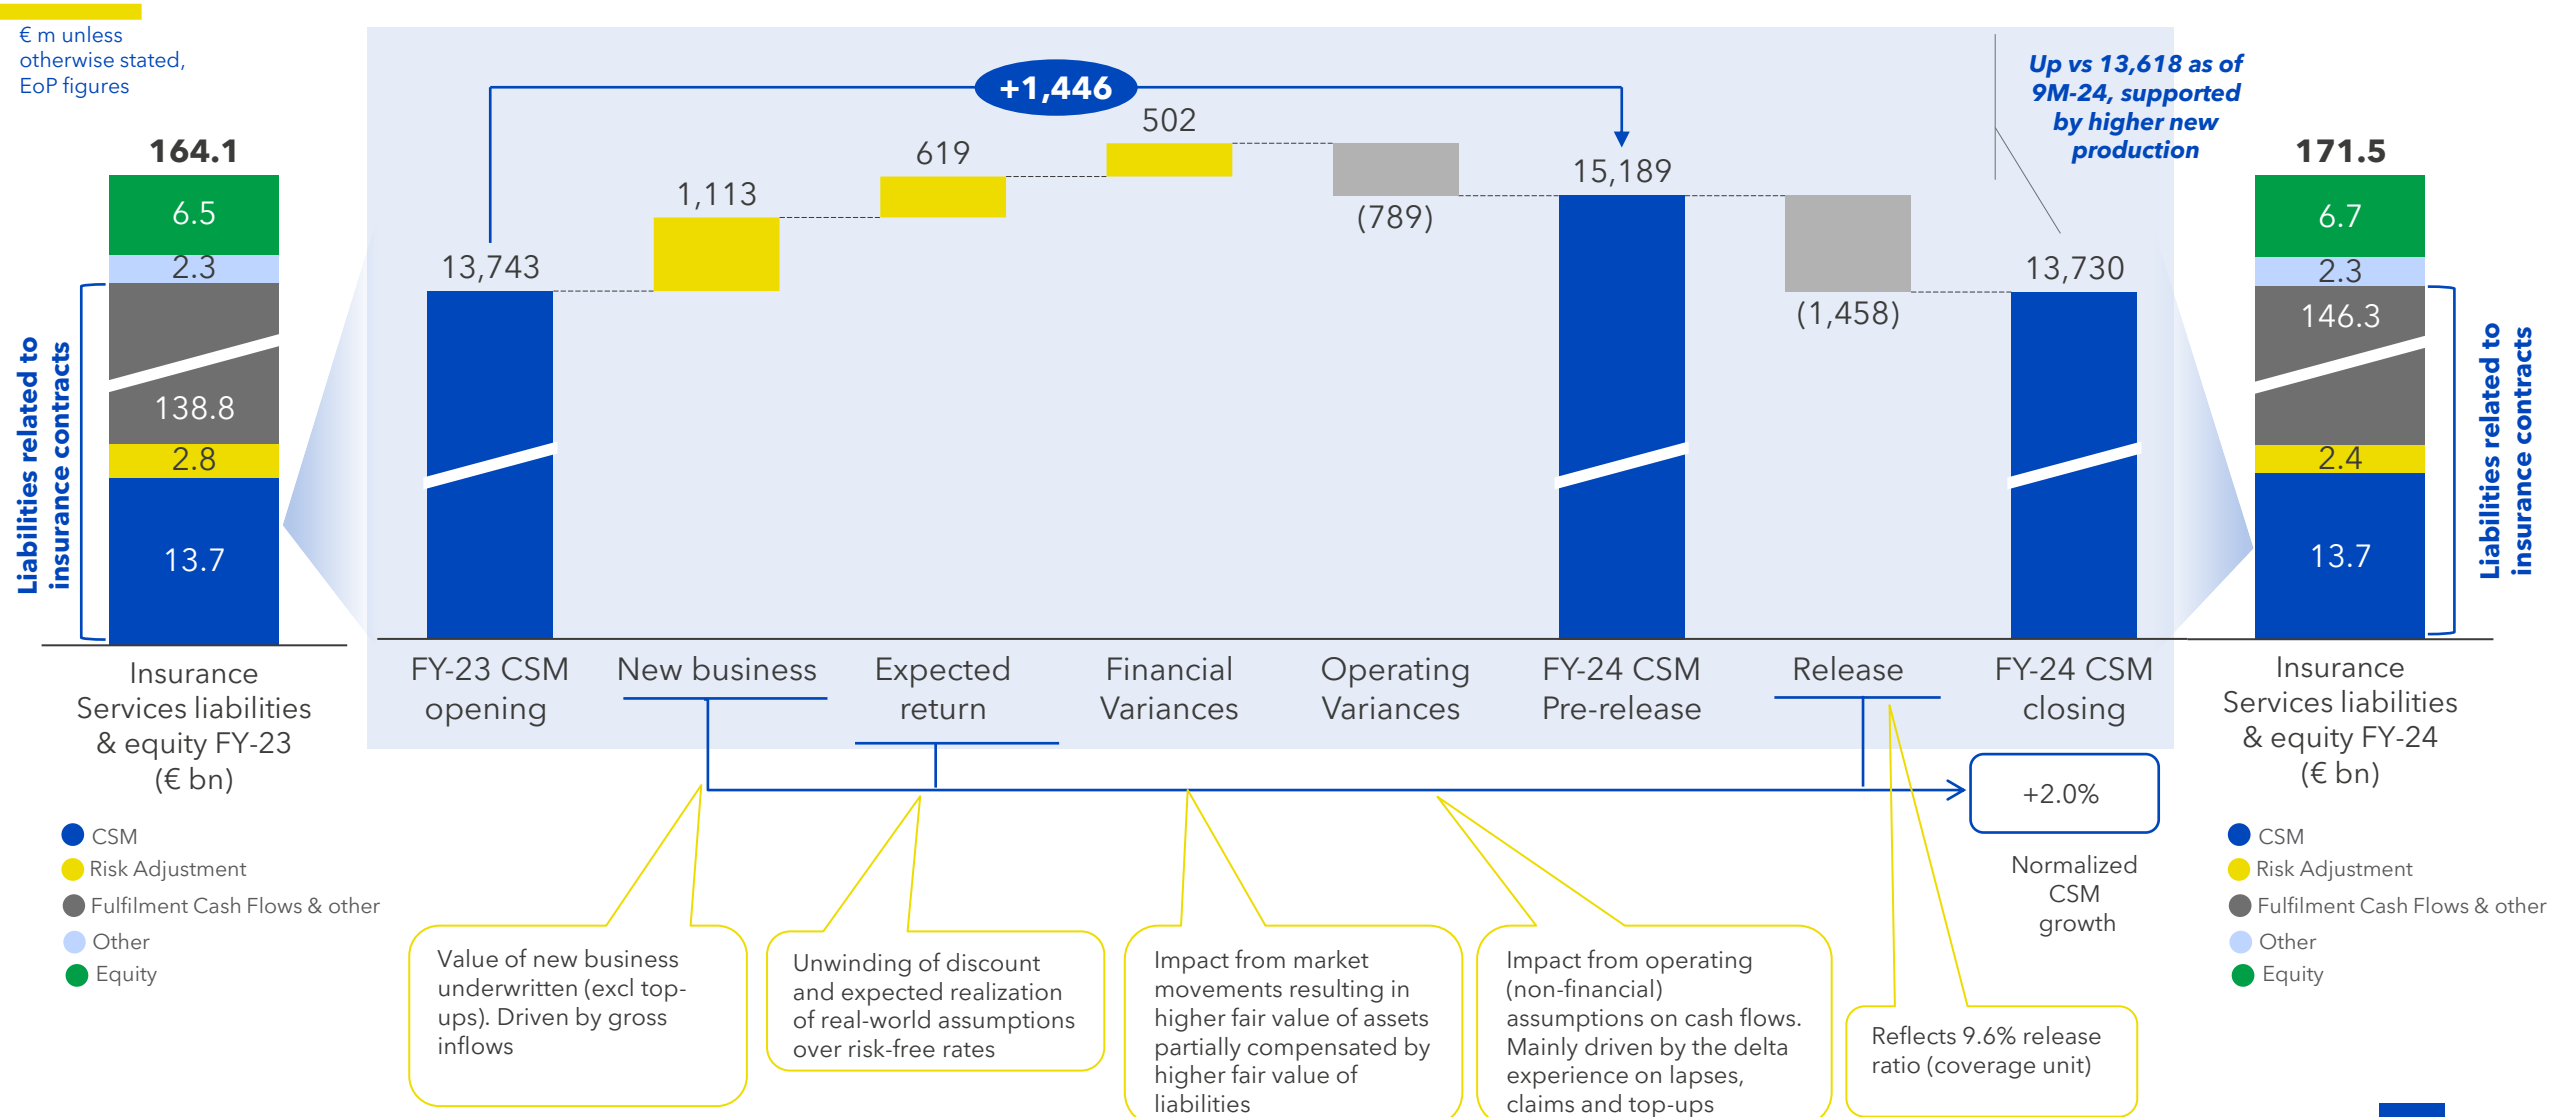 € m unless
otherwise stated,
EoP figures
164.1
6.5
2.3
138.8
2.8
13.7
Liabilities related to
insurance contracts
Insurance
Services liabilities
& equity FY-23
(€ bn)
CSM
Risk Adjustment
Fulfilment Cash Flows & other
Other
Equity
+1,446
13,743
1,113
619
502
(789)
15,189
(1,458)
13,730
Up vs 13,618 as of
9M-24, supported
by higher new
production
FY-23 CSM
opening
New business
Expected
return
Financial
Variances
Operating
Variances
FY-24 CSM
Pre-release
Release
FY-24 CSM
closing
+2.0%
Normalized
CSM
growth
Value of new business
underwritten (excl top-
ups). Driven by gross
inflows
Unwinding of discount
and expected realization
of real-world assumptions
over risk-free rates
Impact from market
movements resulting in
higher fair value of assets
partially compensated by
higher fair value of
liabilities
Impact from operating
(non-financial)
assumptions on cash flows.
Mainly driven by the delta
experience on lapses,
claims and top-ups
Reflects 9.6% release
ratio (coverage unit)
171.5
6.7
2.3
146.3
2.4
13.7
Liabilities related to
insurance contracts
Insurance
Services liabilities
& equity FY-24
(€ bn)
CSM
Risk Adjustment
Fulfilment Cash Flows & other
Other
Equity